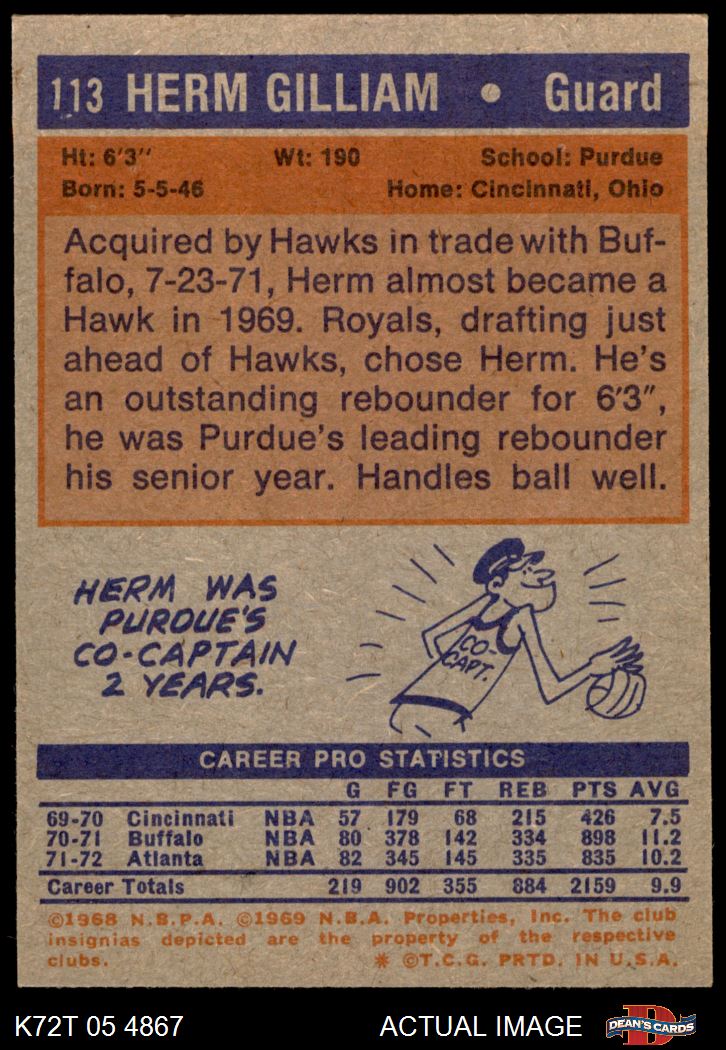 113 HERM GILLIAM • Guard
Ht: 6'3" Wt: 190 School: Purdue
Born: 5-5-46 Home: Cincinnati, Ohio
Acquired by Hawks in trade with Buf-
falo, 7-23-71, Herm almost became a
Hawk in 1969. Royals, drafting just
ahead of Hawks, chose Herm. He's
an outstanding rebounder for 6'3",
he was Purdue's leading rebounder
his senior year. Handles ball well.
HERM WAS
PURDUE'S
CO-CAPTAIN
2 YEARS.
CO-
CAPT.
CAREER PRO STATISTICS
G FG FT REB PTS AVG
69-70 Cincinnati NBA 57 179 68 215 426 7.5
70-71 Buffalo NBA 80 378 142 334 898 11.2
71-72 Atlanta NBA 82 345 145 335 835 10.2
Career Totals 219 902 355 884 2159 9.9
©1968 N.B.P.A. ©1969 N.B.A. Properties, Inc. The club
insignias depicted are the property of the respective
clubs. * ©T.C.G. PRTD. IN U.S.A.
K72T 05 4867 ACTUAL IMAGE D DEAN'S CARDS